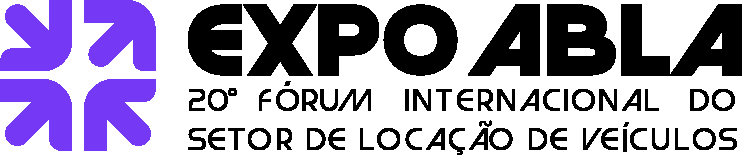 EXPO ABLA
20º FÓRUM INTERNACIONAL DO
SETOR DE LOCAÇÃO DE VEÍCULOS